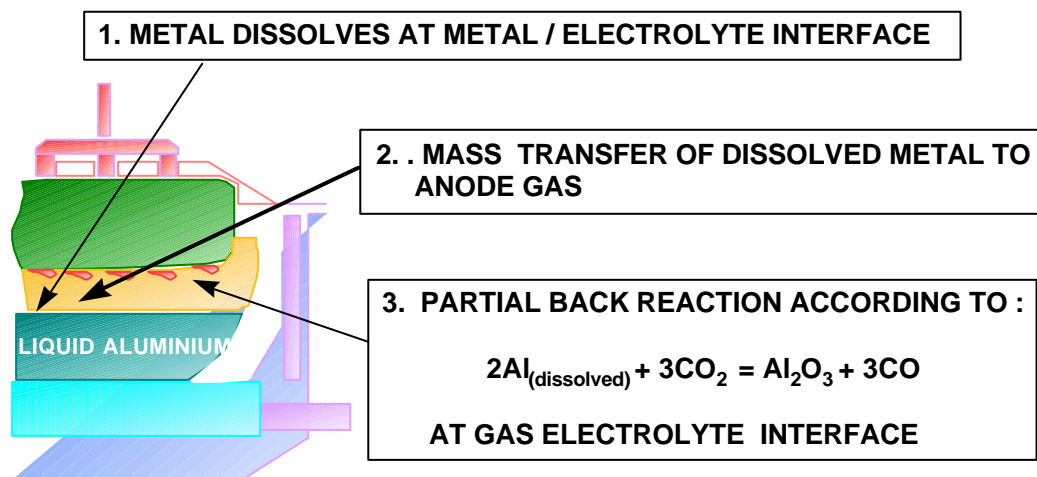 1. METAL DISSOLVES AT METAL / ELECTROLYTE INTERFACE
2. . MASS TRANSFER OF DISSOLVED METAL TO
ANODE GAS
3. PARTIAL BACK REACTION ACCORDING TO :
LIQUID ALUMINIUM
2Al(dissolved) + 3CO₂ = Al₂O₃ + 3CO
AT GAS ELECTROLYTE INTERFACE